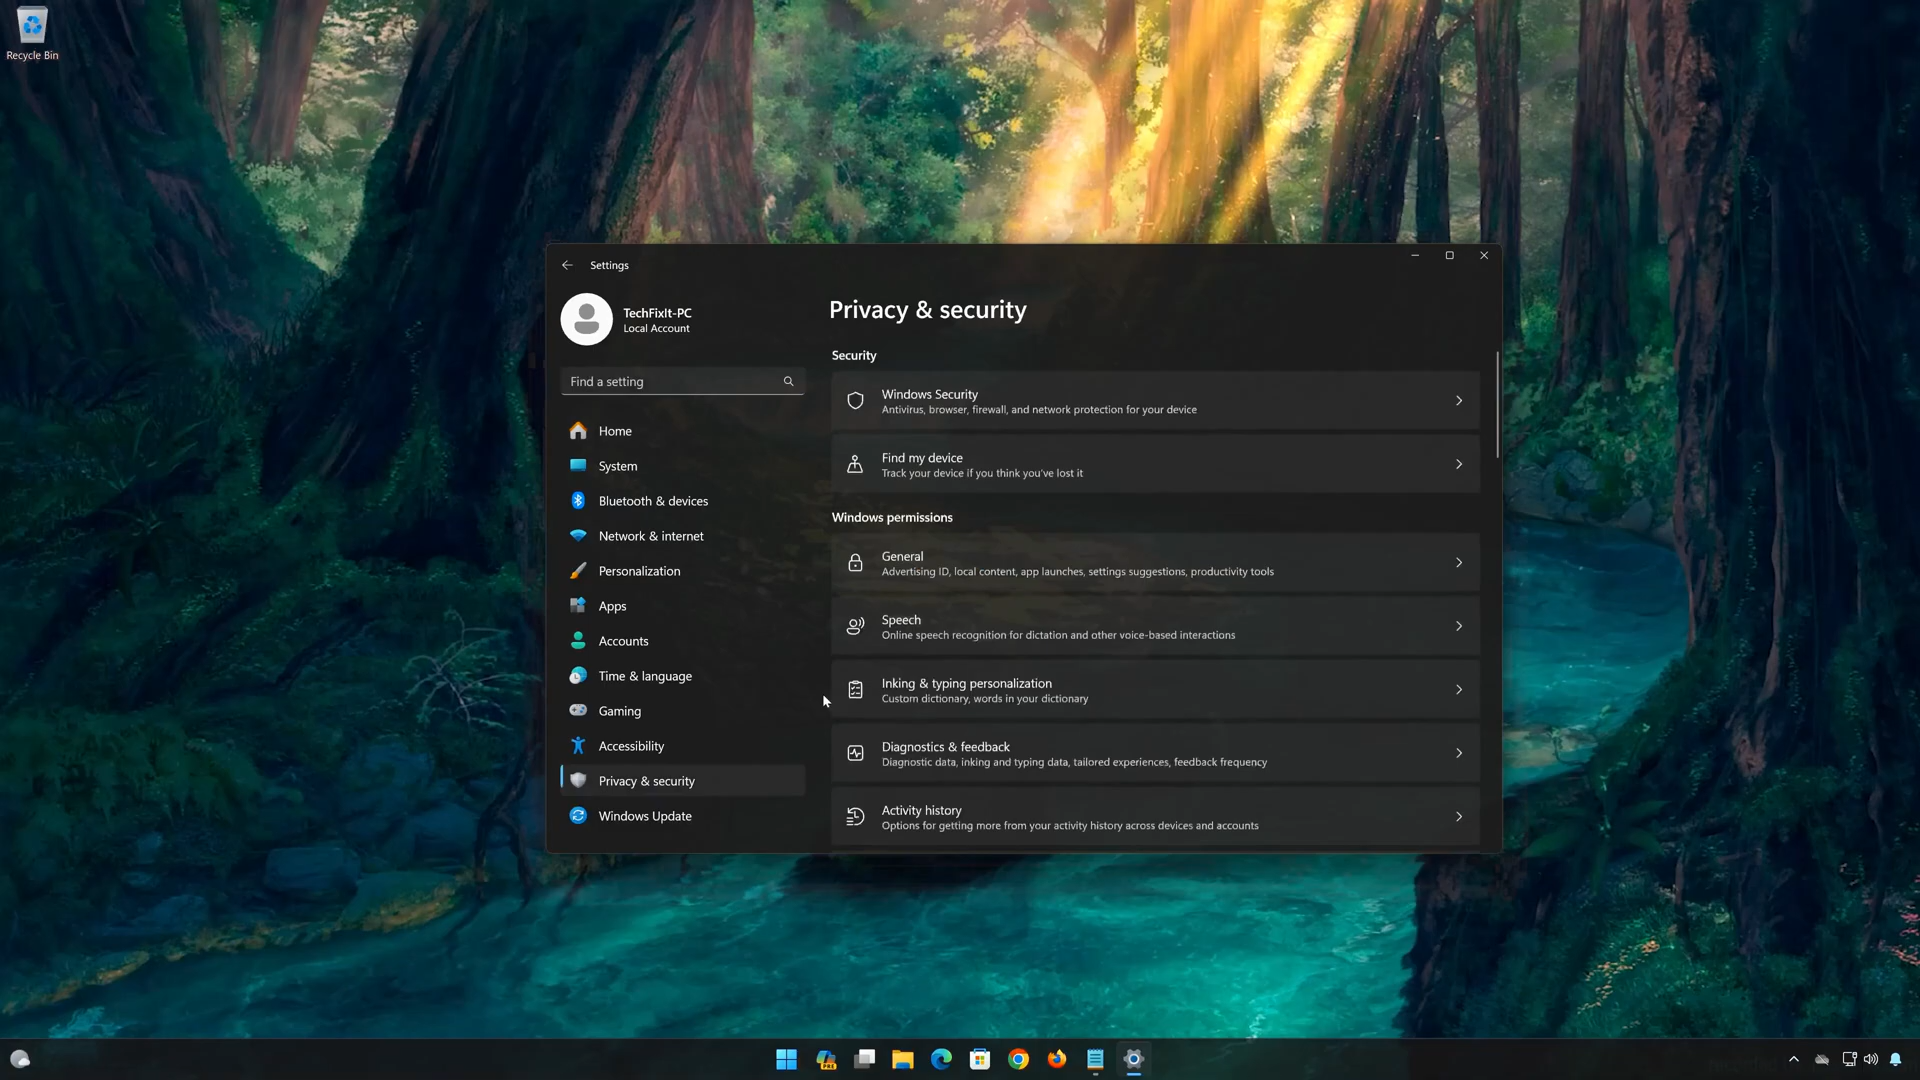 Recycle Bin
Settings
TechFixIt-PC
Local Account
Find a setting
Home
System
Bluetooth & devices
Network & internet
Personalization
Apps
Accounts
Time & language
Gaming
Accessibility
Privacy & security
Windows Update
Privacy & security
Security
Windows Security
Antivirus, browser, firewall, and network protection for your device
Find my device
Track your device if you think you've lost it
Windows permissions
General
Advertising ID, local content, app launches, settings suggestions, productivity tools
Speech
Online speech recognition for dictation and other voice-based interactions
Inking & typing personalization
Custom dictionary, words in your dictionary
Diagnostics & feedback
Diagnostic data, inking and typing data, tailored experiences, feedback frequency
Activity history
Options for getting more from your activity history across devices and accounts
PRE